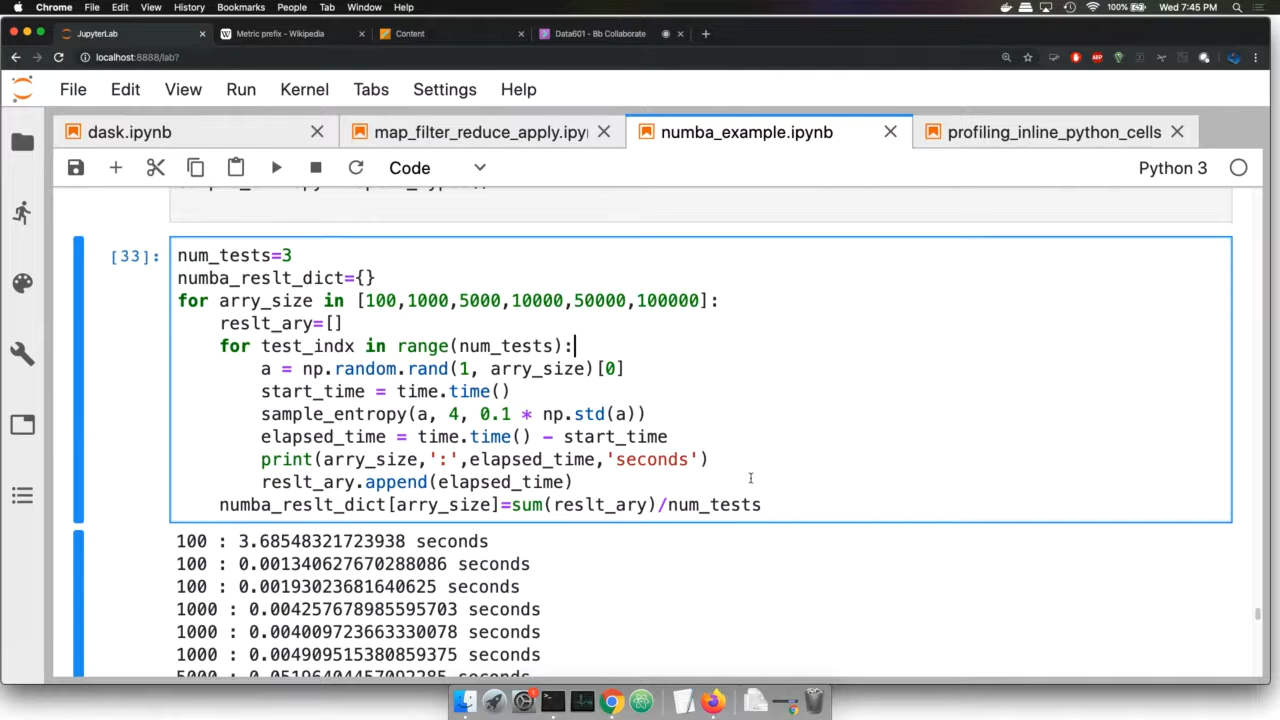 Chrome File Edit View History Bookmarks People Tab Window Help 100% Wed 7:45 PM
JupyterLab Metric prefix - Wikipedia Content Data601 - Bb Collaborate
localhost:8888/lab?
File Edit View Run Kernel Tabs Settings Help
dask.ipynb map_filter_reduce_apply.ipy numba_example.ipynb profiling_inline_python_cells
Code Python 3
[33]: num_tests=3
numba_reslt_dict={}
for arry_size in [100,1000,5000,10000,50000,100000]:
reslt_ary=[]
for test_indx in range(num_tests):
a = np.random.rand(1, arry_size)[0]
start_time = time.time()
sample_entropy(a, 4, 0.1 * np.std(a))
elapsed_time = time.time() - start_time
print(arry_size,':',elapsed_time,'seconds')
reslt_ary.append(elapsed_time)
numba_reslt_dict[arry_size]=sum(reslt_ary)/num_tests
100 : 3.68548321723938 seconds
100 : 0.001340627670288086 seconds
100 : 0.00193023681640625 seconds
1000 : 0.004257678985595703 seconds
1000 : 0.004009723663330078 seconds
1000 : 0.004909515380859375 seconds